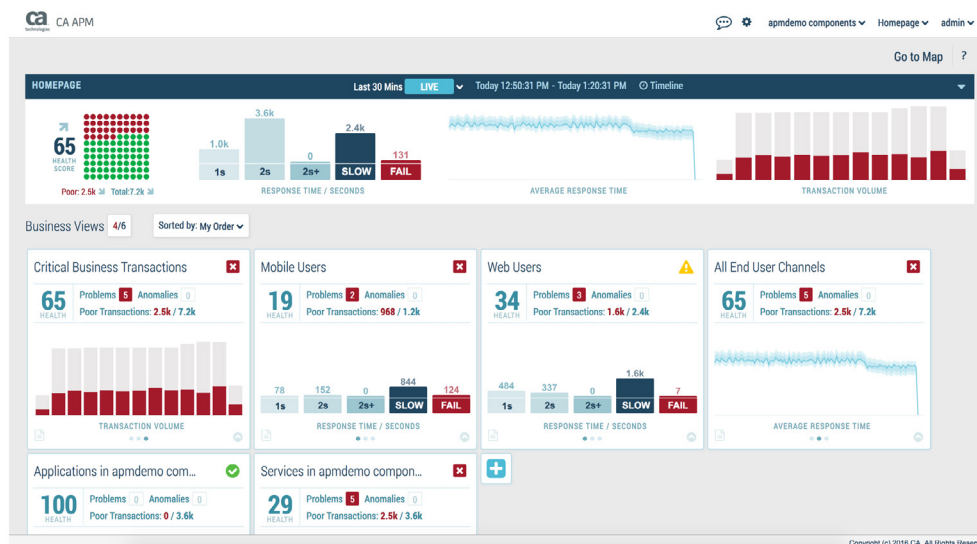 ca technologies CA APM apmdemo components Homepage admin
Go to Map ?
HOMEPAGE Last 30 Mins LIVE Today 12:50:31 PM - Today 1:20:31 PM Timeline
65 HEALTH SCORE
Poor: 2.5k Total:7.2k
1.0k 3.6k 0 2.4k 131
1s 2s 2s+ SLOW FAIL
RESPONSE TIME / SECONDS
AVERAGE RESPONSE TIME
TRANSACTION VOLUME
Business Views 4/6 Sorted by: My Order
Critical Business Transactions
65 HEALTH
Problems 5 Anomalies 0
Poor Transactions: 2.5k / 7.2k
TRANSACTION VOLUME
Mobile Users
19 HEALTH
Problems 2 Anomalies 0
Poor Transactions: 968 / 1.2k
78 152 0 844 124
1s 2s 2s+ SLOW FAIL
RESPONSE TIME / SECONDS
Web Users
34 HEALTH
Problems 3 Anomalies 0
Poor Transactions: 1.6k / 2.4k
484 337 0 1.6k 7
1s 2s 2s+ SLOW FAIL
RESPONSE TIME / SECONDS
All End User Channels
65 HEALTH
Problems 5 Anomalies 0
Poor Transactions: 2.5k / 7.2k
AVERAGE RESPONSE TIME
Applications in apmdemo com...
100 HEALTH
Problems 0 Anomalies 0
Poor Transactions: 0 / 3.6k
Services in apmdemo compon...
29 HEALTH
Problems 5 Anomalies 0
Poor Transactions: 2.5k / 3.6k
Copyright (c) 2016 CA. All Rights Reser